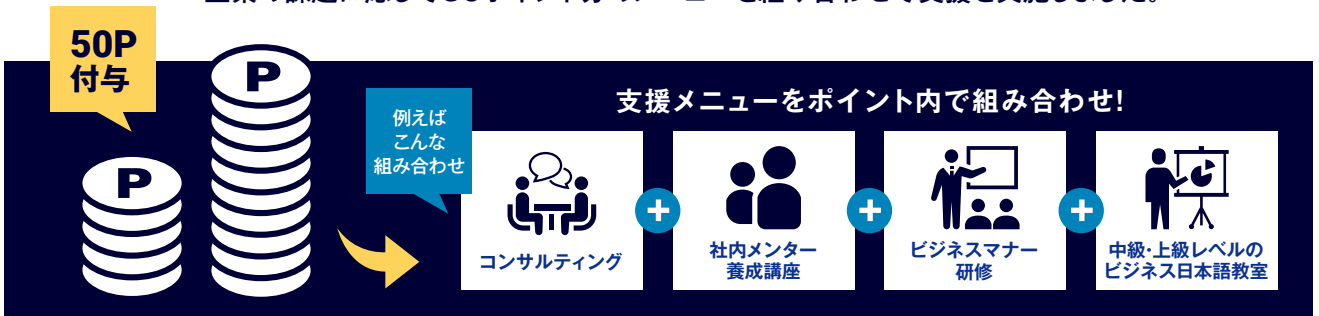 50P
付与
P
P
例えば
こんな
組み合わせ
支援メニューをポイント内で組み合わせ!
コンサルティング
+
社内メンター
養成講座
+
ビジネスマナー
研修
+
中級・上級レベルの
ビジネス日本語教室